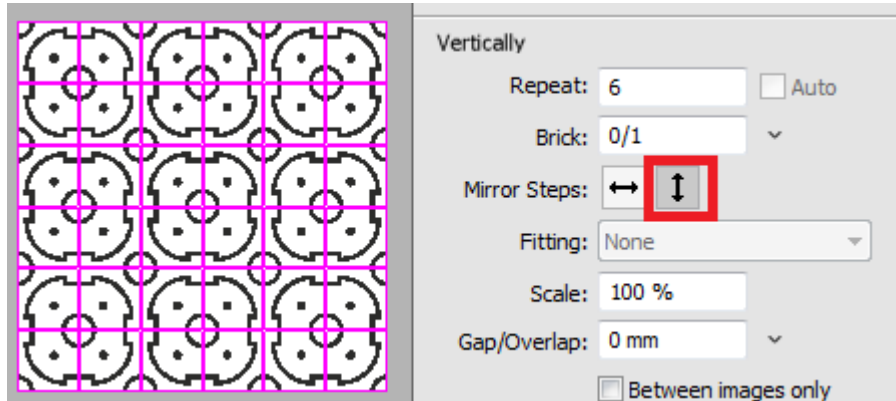 Vertically
Repeat: 6 Auto
Brick: 0/1
Mirror Steps:
Fitting: None
Scale: 100 %
Gap/Overlap: 0 mm
Between images only